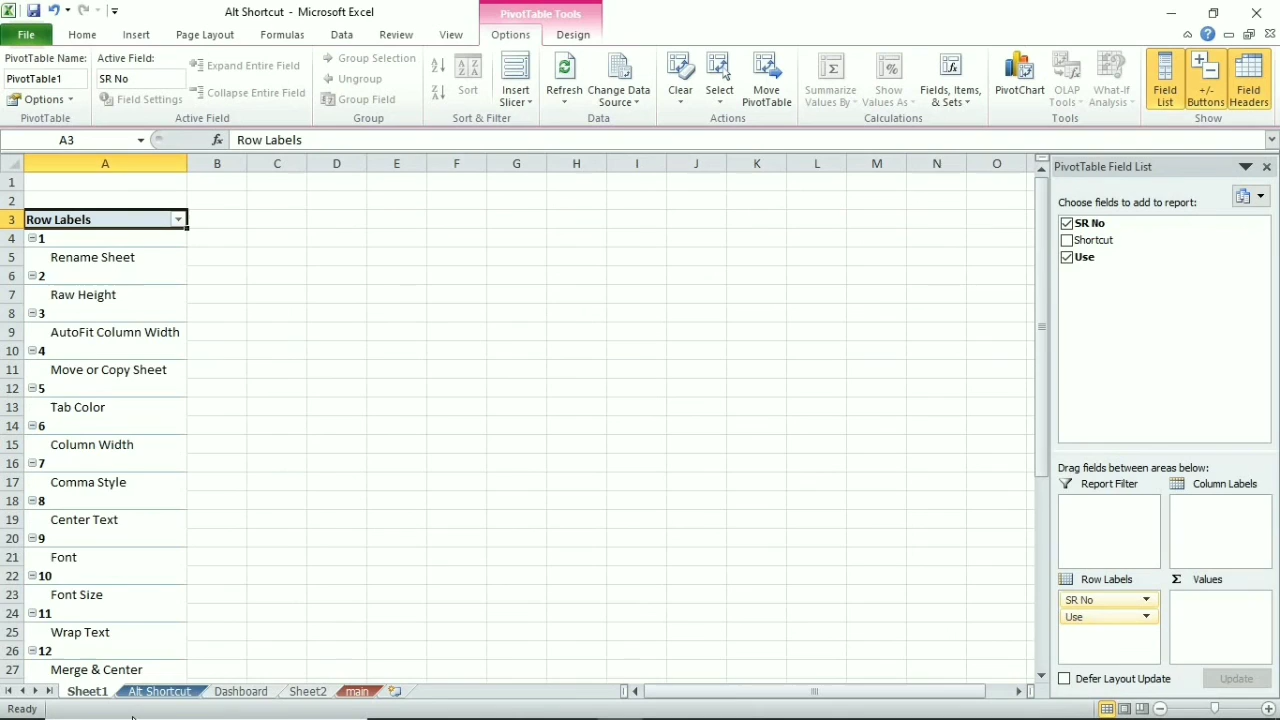 Alt Shortcut - Microsoft Excel
PivotTable Tools
File Home Insert Page Layout Formulas Data Review View Options Design
PivotTable Name:
PivotTable1
Options
PivotTable
Active Field:
SR No
Field Settings
Expand Entire Field
Collapse Entire Field
Active Field
Group Selection
Ungroup
Group Field
Group
Sort
Insert Slicer
Sort & Filter
Refresh
Change Data Source
Data
Clear
Select
Move PivotTable
Actions
Summarize Values By
Show Values As
Fields, Items, & Sets
Calculations
PivotChart
OLAP Tools
What-If Analysis
Tools
Field List
+/- Buttons
Field Headers
Show
A3 fx Row Labels
A B C D E F G H I J K L M N O
1
2
3 Row Labels
4 1
5 Rename Sheet
6 2
7 Raw Height
8 3
9 AutoFit Column Width
10 4
11 Move or Copy Sheet
12 5
13 Tab Color
14 6
15 Column Width
16 7
17 Comma Style
18 8
19 Center Text
20 9
21 Font
22 10
23 Font Size
24 11
25 Wrap Text
26 12
27 Merge & Center
PivotTable Field List
Choose fields to add to report:
SR No
Shortcut
Use
Drag fields between areas below:
Report Filter Column Labels
Row Labels Σ Values
SR No
Use
Defer Layout Update Update
Sheet1 Alt Shortcut Dashboard Sheet2 main
Ready